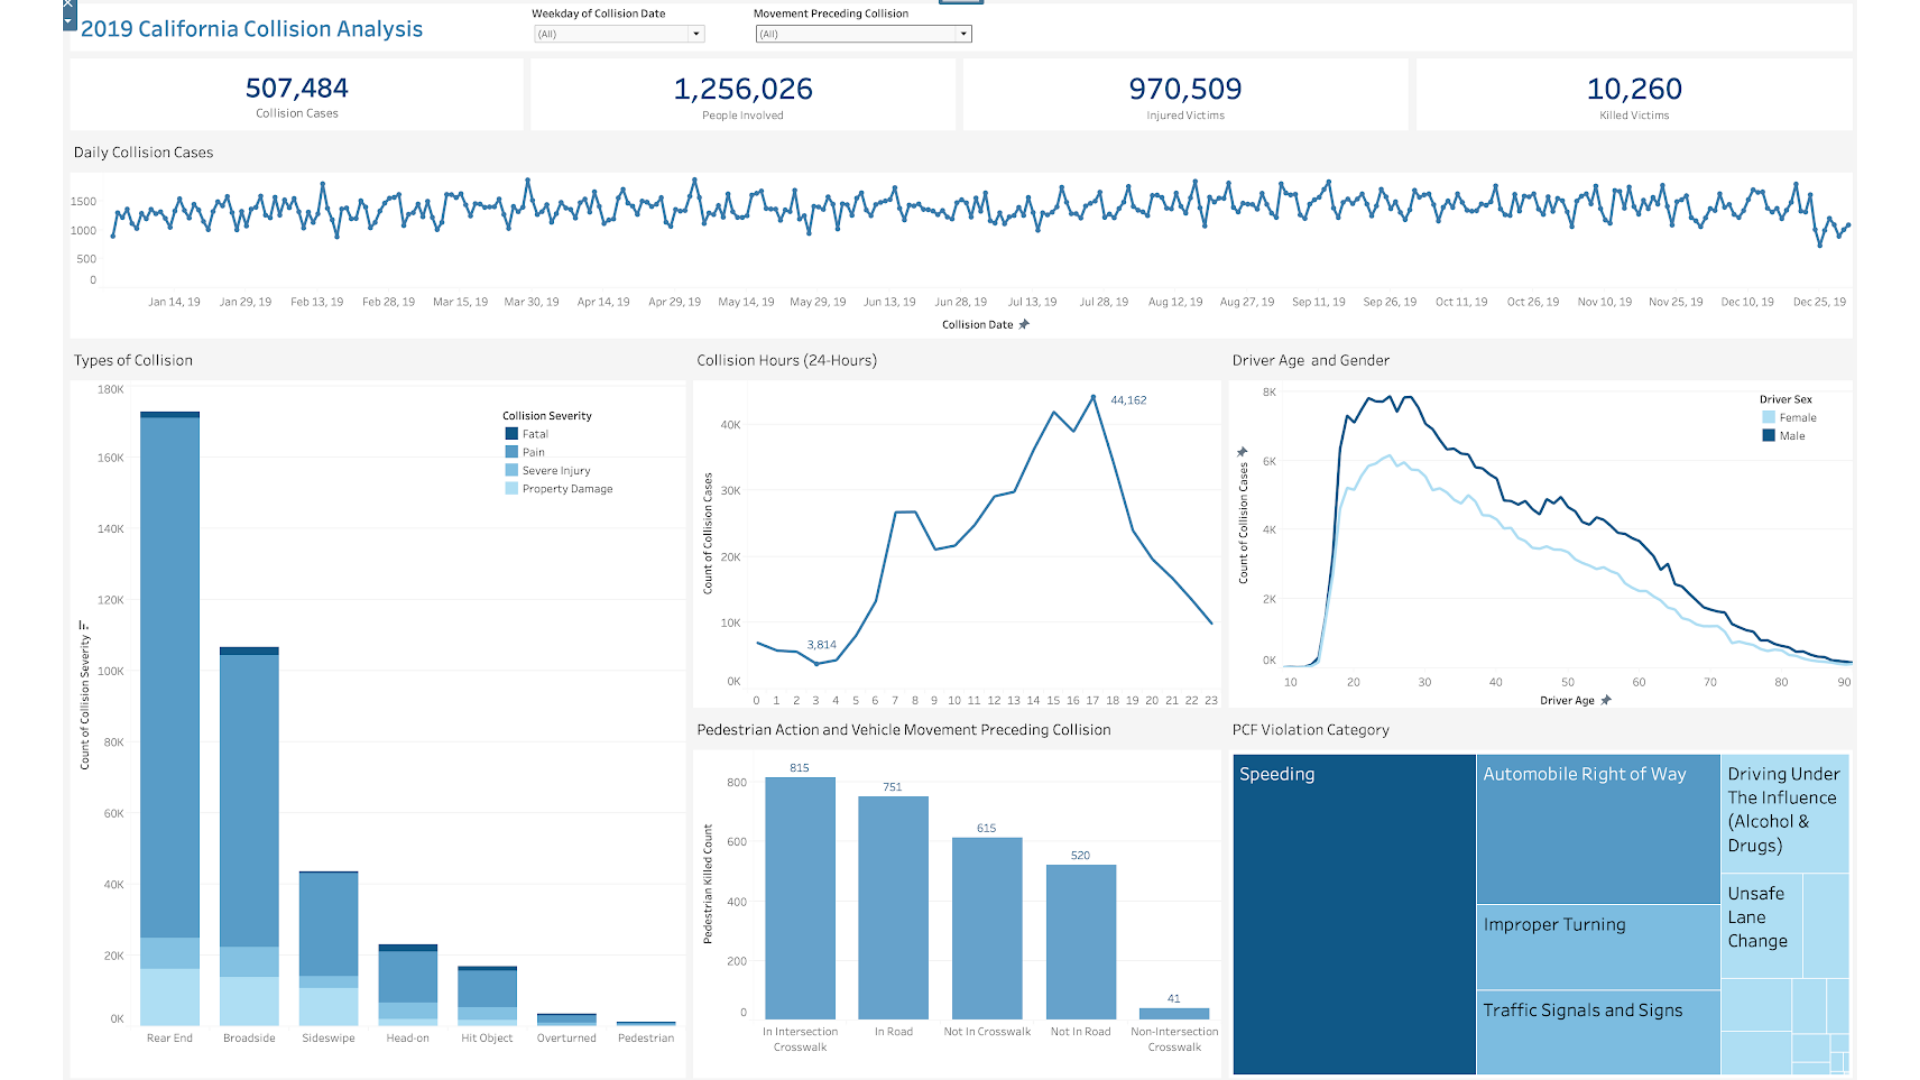 2019 California Collision Analysis
Weekday of Collision Date
(All)
Movement Preceding Collision
(All)
507,484
Collision Cases
1,256,026
People Involved
970,509
Injured Victims
10,260
Killed Victims
Daily Collision Cases
1500
1000
500
0
Jan 14, 19 Jan 29, 19 Feb 13, 19 Feb 28, 19 Mar 15, 19 Mar 30, 19 Apr 14, 19 Apr 29, 19 May 14, 19 May 29, 19 Jun 13, 19 Jun 28, 19 Jul 13, 19 Jul 28, 19 Aug 12, 19 Aug 27, 19 Sep 11, 19 Sep 26, 19 Oct 11, 19 Oct 26, 19 Nov 10, 19 Nov 25, 19 Dec 10, 19 Dec 25, 19
Collision Date
Types of Collision
Count of Collision Severity
180K
160K
140K
120K
100K
80K
60K
40K
20K
0K
Collision Severity
Fatal
Pain
Severe Injury
Property Damage
Rear End Broadside Sideswipe Head-on Hit Object Overturned Pedestrian
Collision Hours (24-Hours)
Count of Collision Cases
40K
30K
20K
10K
0K
44,162
3,814
0 1 2 3 4 5 6 7 8 9 10 11 12 13 14 15 16 17 18 19 20 21 22 23
Driver Age and Gender
Count of Collision Cases
8K
6K
4K
2K
0K
Driver Sex
Female
Male
10 20 30 40 50 60 70 80 90
Driver Age
Pedestrian Action and Vehicle Movement Preceding Collision
Pedestrian Killed Count
800
600
400
200
0
815
751
615
520
41
In Intersection
Crosswalk
In Road
Not In Crosswalk
Not In Road
Non-Intersection
Crosswalk
PCF Violation Category
Speeding
Automobile Right of Way
Improper Turning
Traffic Signals and Signs
Driving Under
The Influence
(Alcohol &
Drugs)
Unsafe
Lane
Change